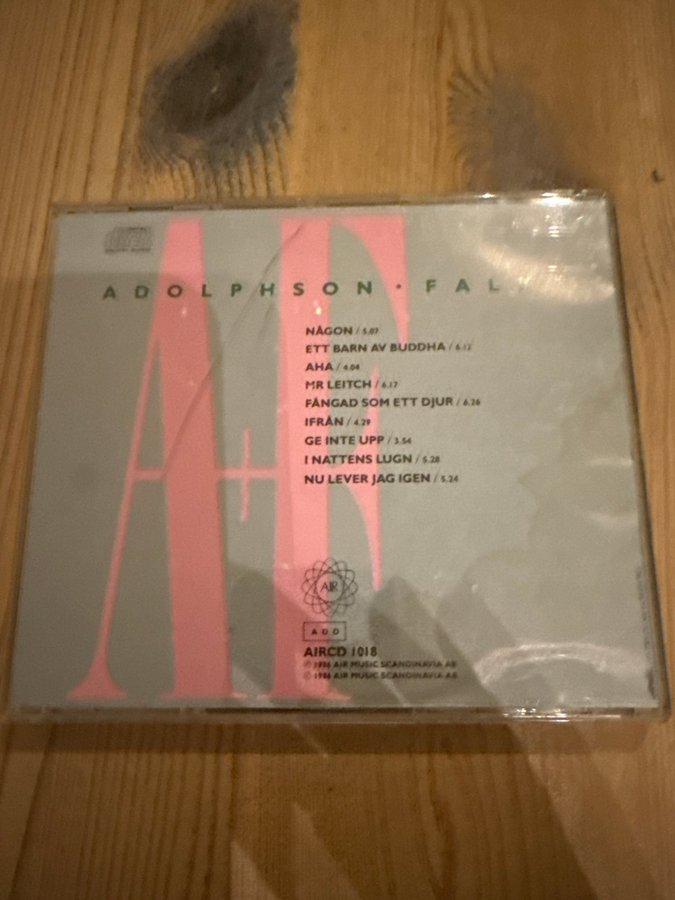 ADOLPHSON · FAL
NÅGON / 5.07
ETT BARN AV BUDDHA / 6.12
AHA / 4.04
MR LEITCH / 6.17
FÅNGAD SOM ETT DJUR / 6.26
IFRÅN / 4.29
GE INTE UPP / 3.54
I NATTENS LUGN / 5.28
NU LEVER JAG IGEN / 5.24
A+F
AIR
ADD
AIRCD 1018
℗ 1986 AIR MUSIC SCANDINAVIA AB
© 1986 AIR MUSIC SCANDINAVIA AB